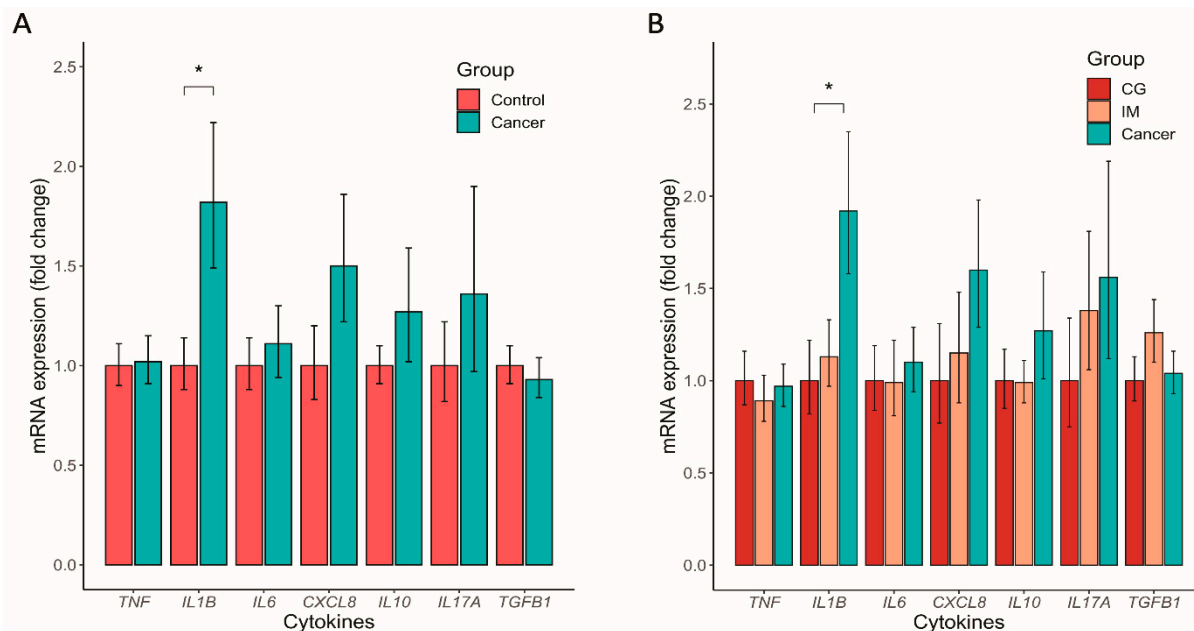 A
mRNA expression (fold change)
2.5
2.0
1.5
1.0
0.5
0.0
*
Group
Control
Cancer
TNF IL1B IL6 CXCL8 IL10 IL17A TGFB1
Cytokines
B
mRNA expression (fold change)
2.5
2.0
1.5
1.0
0.5
0.0
*
Group
CG
IM
Cancer
TNF IL1B IL6 CXCL8 IL10 IL17A TGFB1
Cytokines